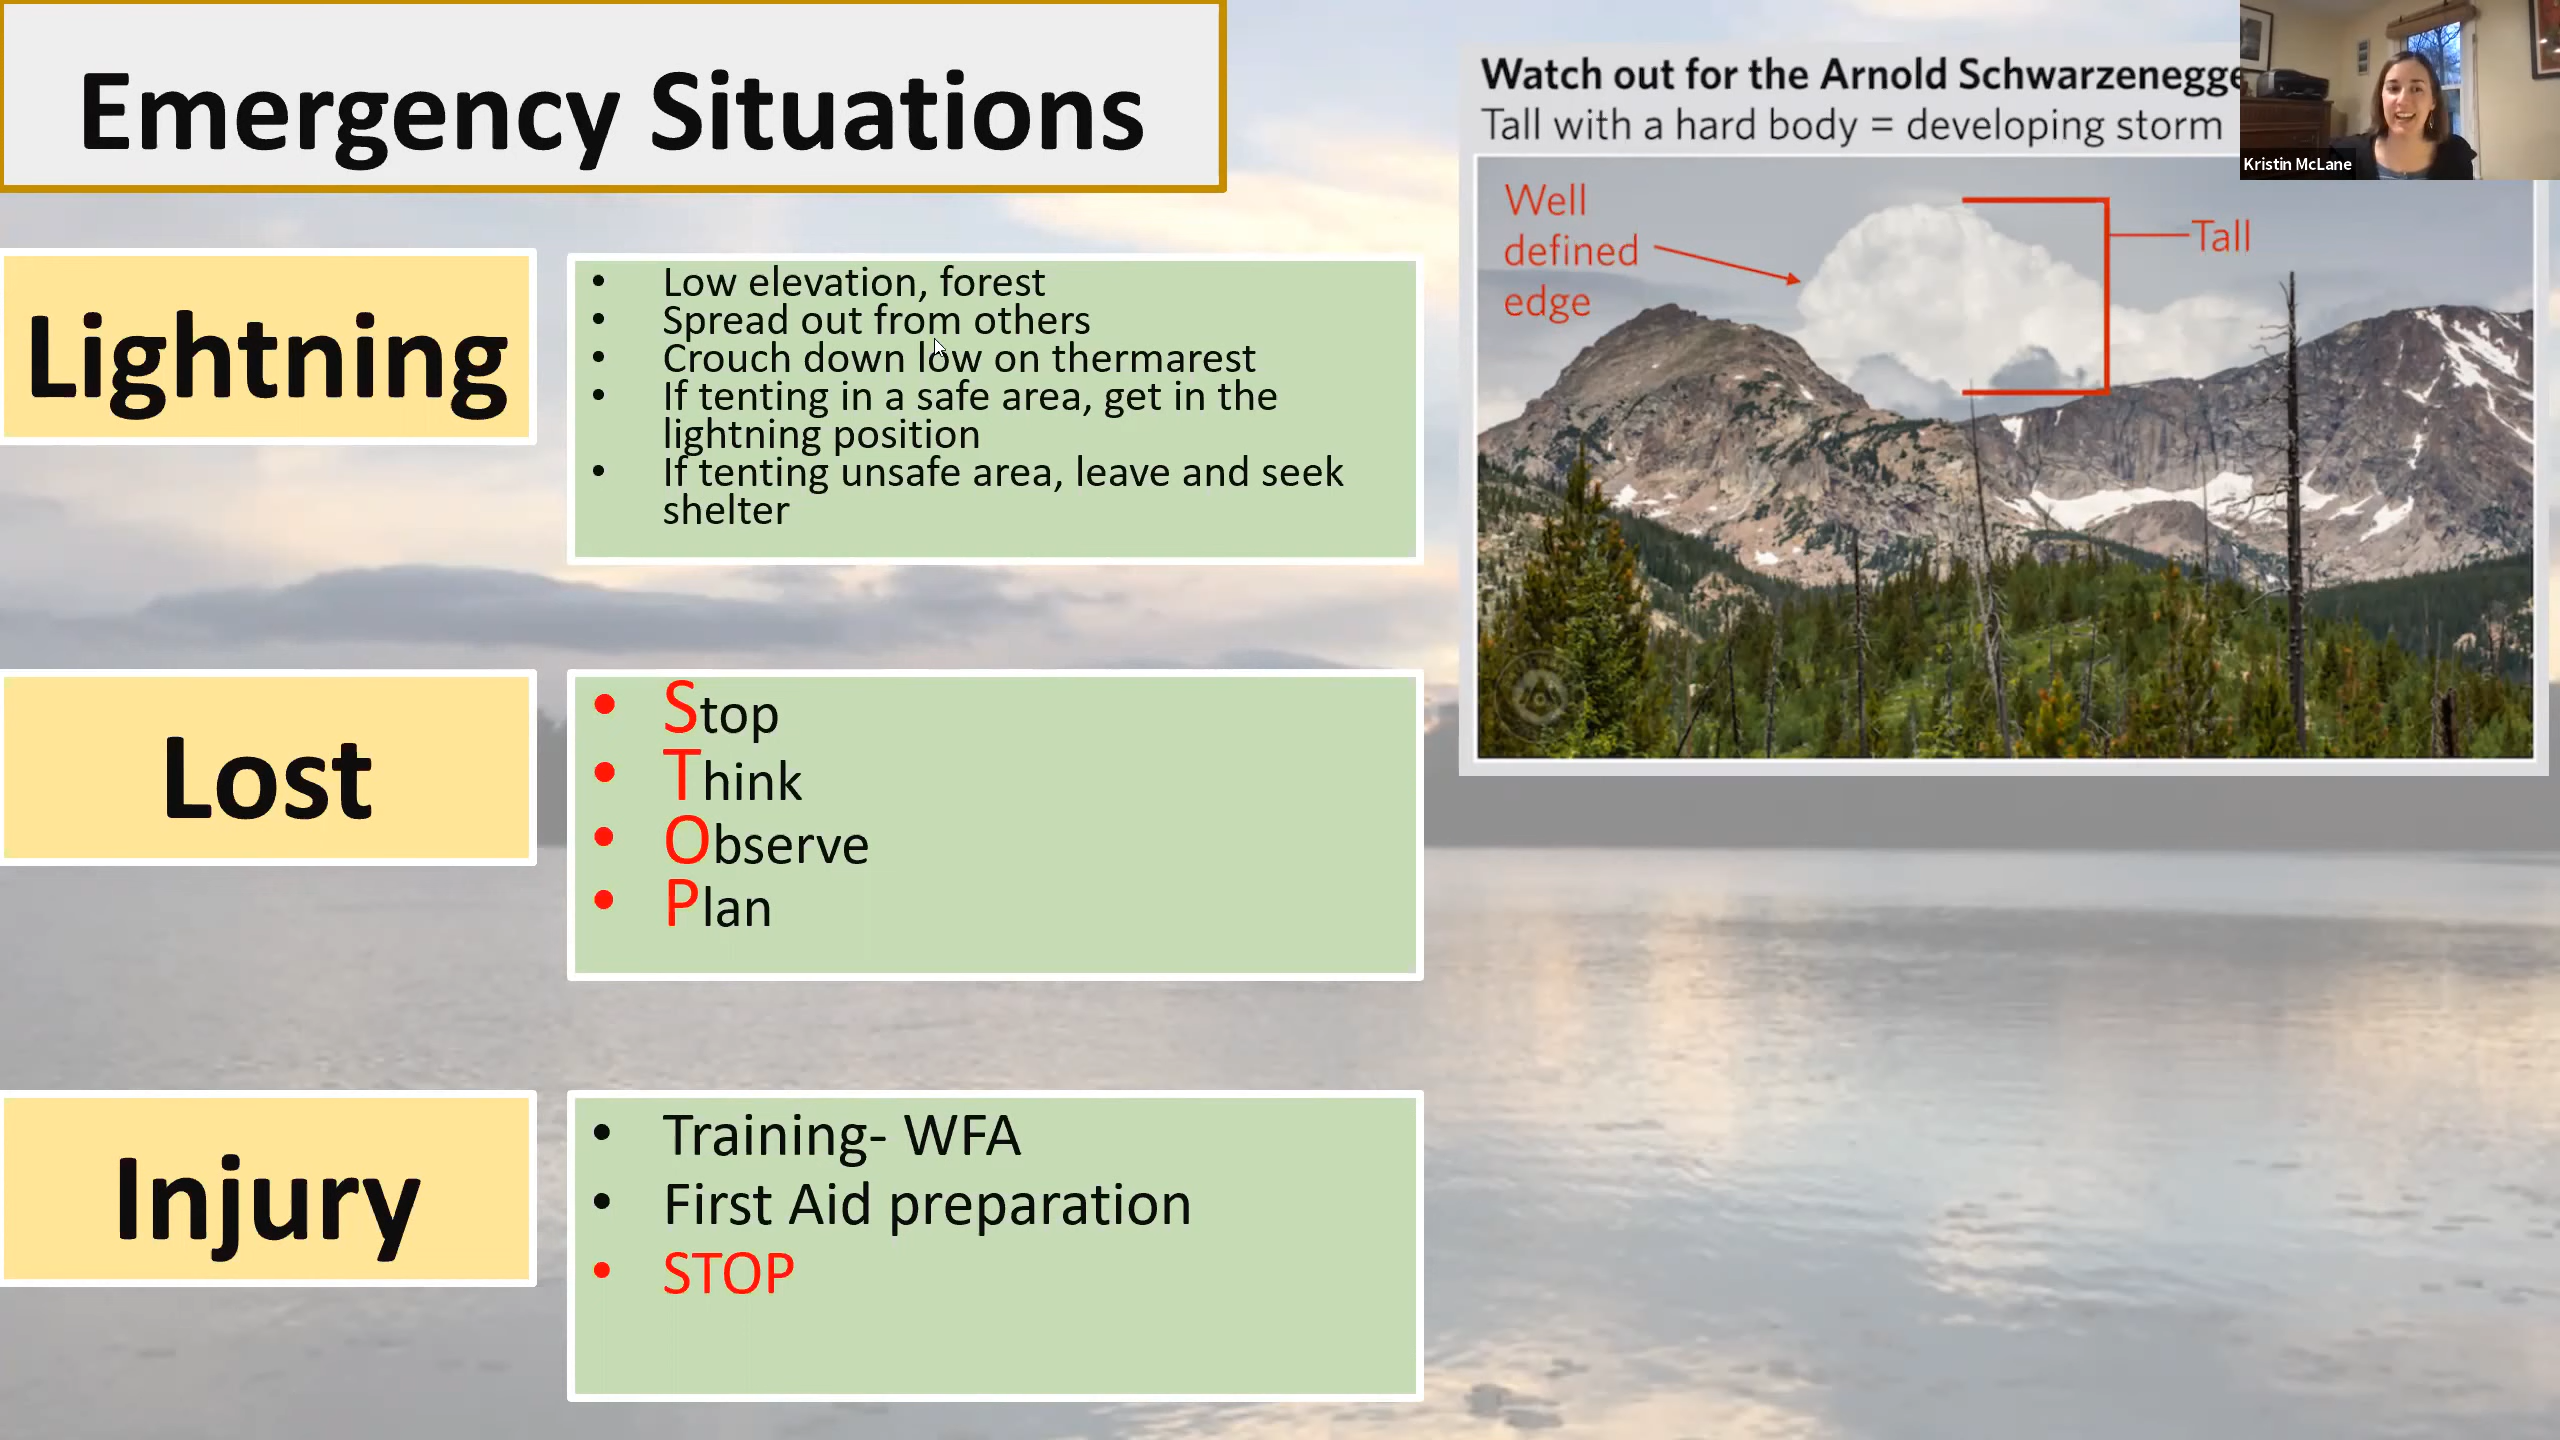 Emergency Situations
Watch out for the Arnold Schwarzenegge
Tall with a hard body = developing storm
Kristin McLane
Well
defined
edge
Tall
Lightning
• Low elevation, forest
• Spread out from others
• Crouch down low on thermarest
• If tenting in a safe area, get in the
lightning position
• If tenting unsafe area, leave and seek
shelter
Lost
• Stop
• Think
• Observe
• Plan
Injury
• Training- WFA
• First Aid preparation
• STOP